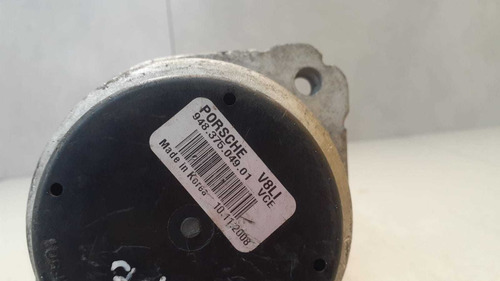 PORSCHE V8LI
948.375.049.01 VCE
Made in Korea 10.11.2008